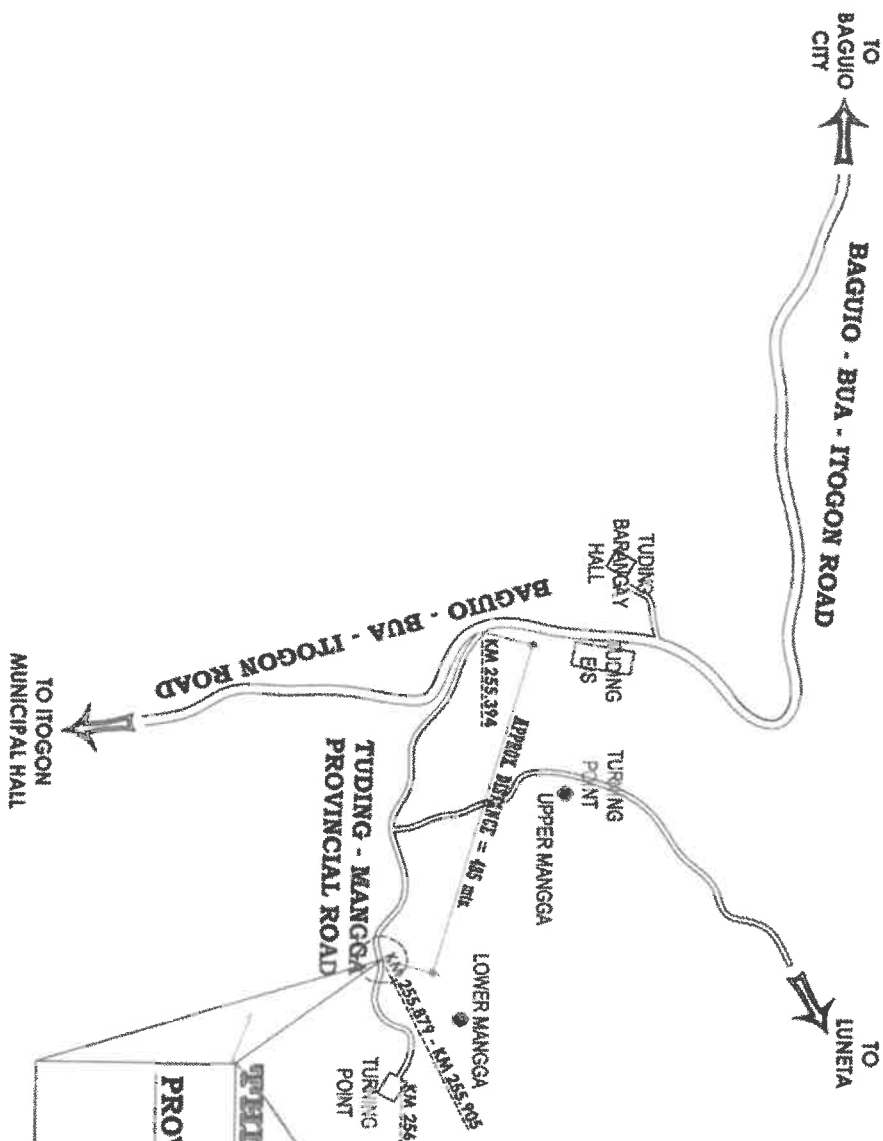 TO
BAGUIO
CITY
BAGUIO - BUA - ITOGON ROAD
TO
LUNETA
TUDING
BARANGAY
HALL
TUDING
ES
TURNING
POINT
UPPER MANGGA
BAGUIO - BUA - ITOGON ROAD
KM 255.394
APPROX. DISTANCE = 485 mts.
TUDING - MANGGA
PROVINCIAL ROAD
LOWER MANGGA
KM 255.879 - KM 255.905
KM 256
TURNING
POINT
TO ITOGON
MUNICIPAL HALL